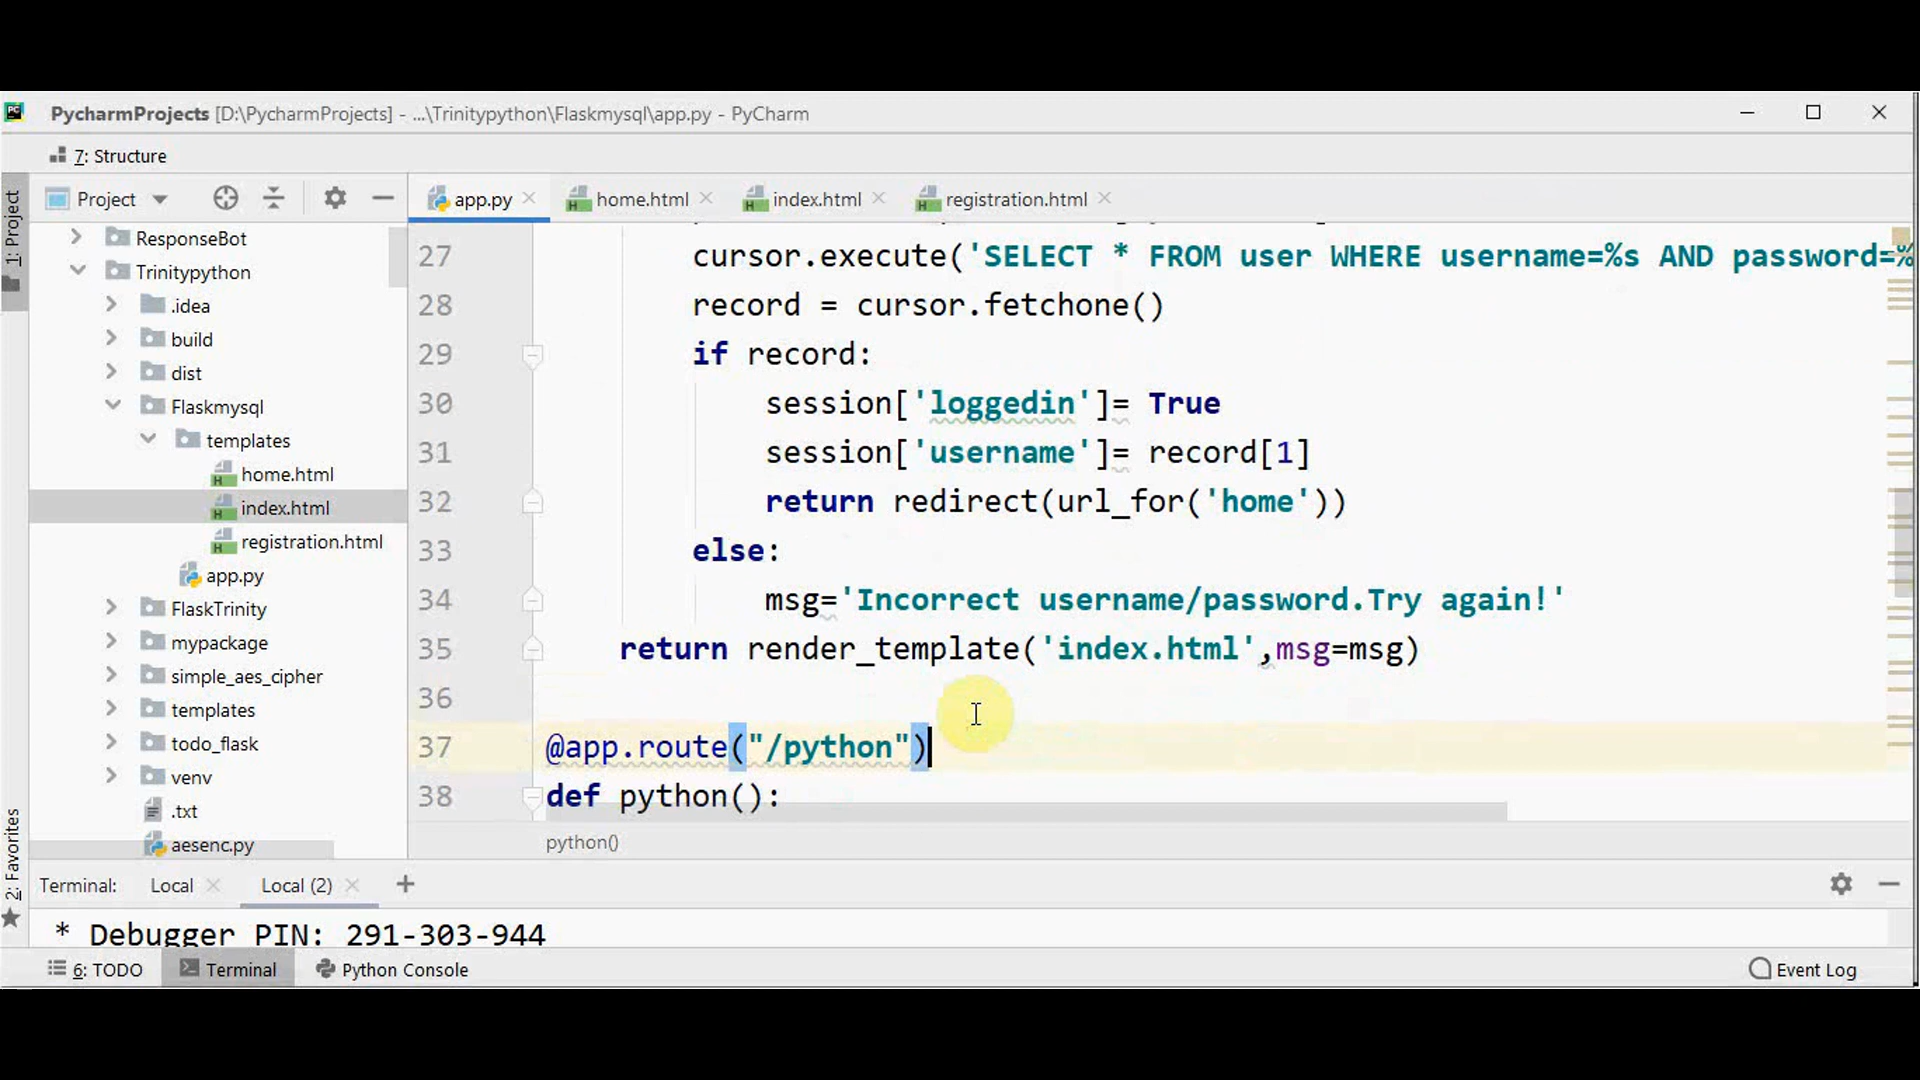 PycharmProjects [D:\PycharmProjects] - ...\Trinitypython\Flaskmysql\app.py - PyCharm
7: Structure
1: Project
Project
app.py
home.html
index.html
registration.html
ResponseBot
Trinitypython
.idea
build
dist
Flaskmysql
templates
home.html
index.html
registration.html
app.py
FlaskTrinity
mypackage
simple_aes_cipher
templates
todo_flask
venv
.txt
aesenc.py
27 cursor.execute('SELECT * FROM user WHERE username=%s AND password=%
28 record = cursor.fetchone()
29 if record:
30 session['loggedin']= True
31 session['username']= record[1]
32 return redirect(url_for('home'))
33 else:
34 msg='Incorrect username/password.Try again!'
35 return render_template('index.html',msg=msg)
36
37 @app.route("/python")
38 def python():
python()
2: Favorites
Terminal: Local Local (2)
* Debugger PIN: 291-303-944
6: TODO Terminal Python Console Event Log